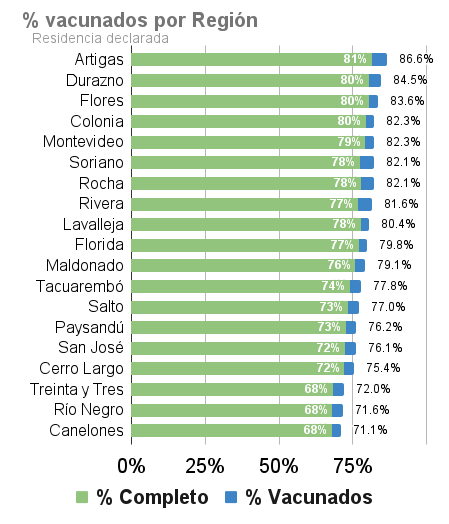 % vacunados por Región
Residencia declarada
Artigas 81% 86.6%
Durazno 80% 84.5%
Flores 80% 83.6%
Colonia 80% 82.3%
Montevideo 79% 82.3%
Soriano 78% 82.1%
Rocha 78% 82.1%
Rivera 77% 81.6%
Lavalleja 78% 80.4%
Florida 77% 79.8%
Maldonado 76% 79.1%
Tacuarembó 74% 77.8%
Salto 73% 77.0%
Paysandú 73% 76.2%
San José 72% 76.1%
Cerro Largo 72% 75.4%
Treinta y Tres 68% 72.0%
Río Negro 68% 71.6%
Canelones 68% 71.1%
0% 25% 50% 75%
% Completo % Vacunados